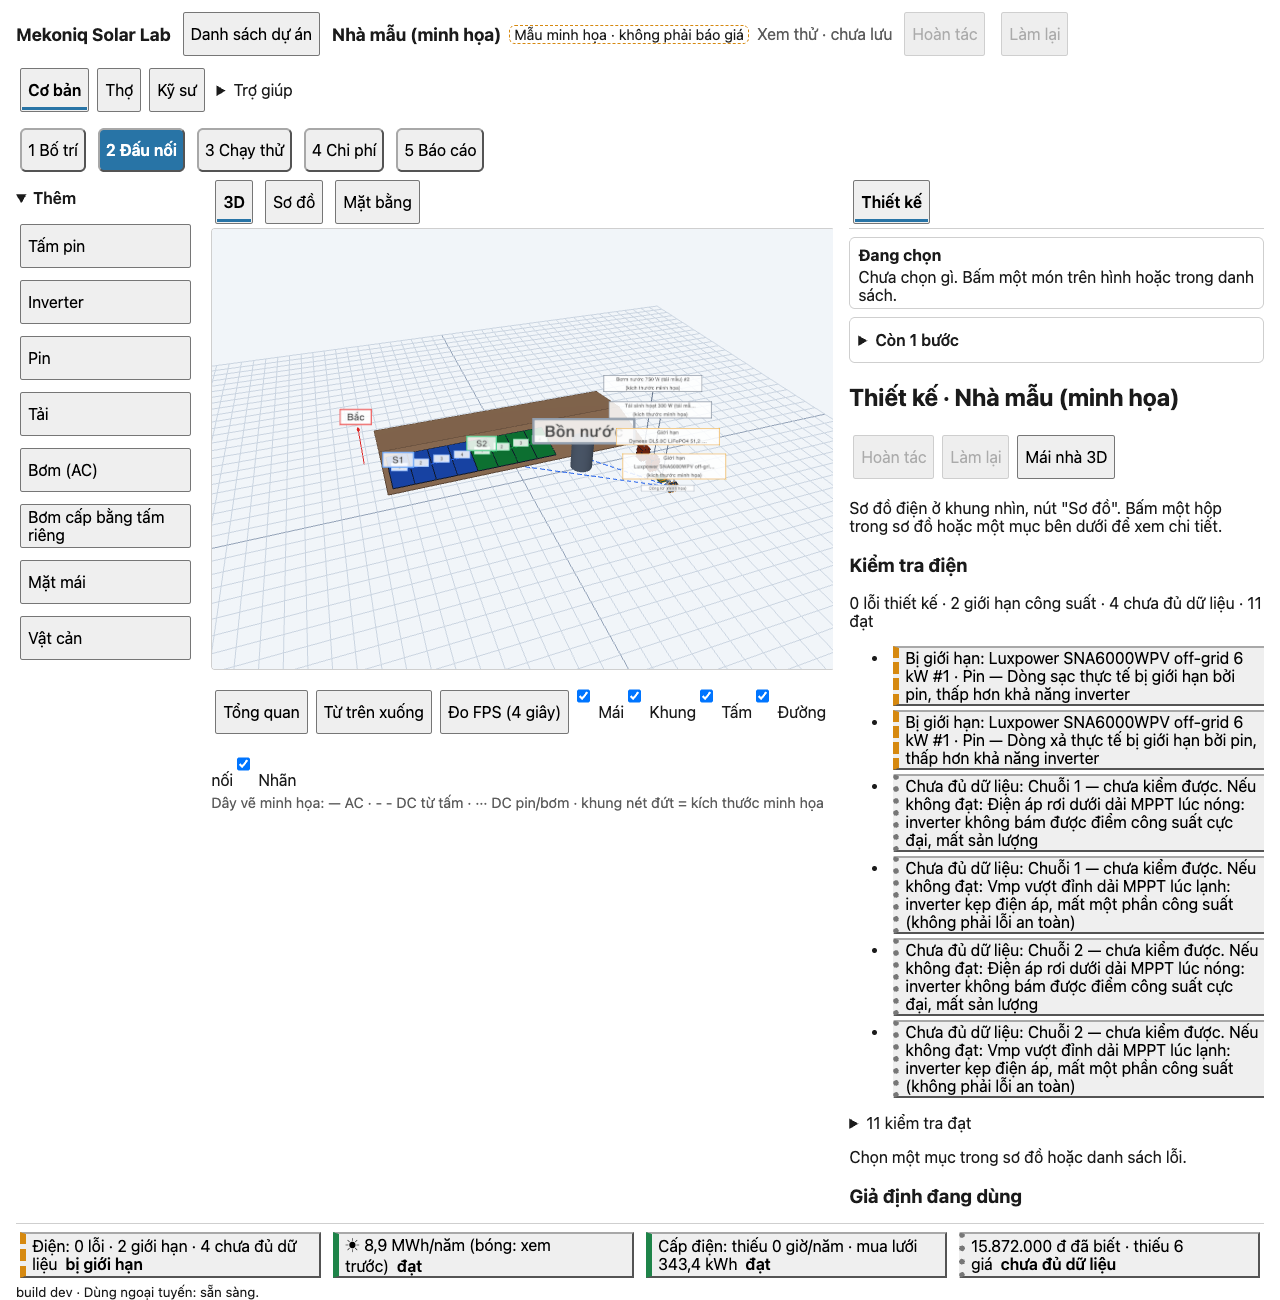 Mekoniq Solar Lab
Danh sách dự án
Nhà mẫu (minh họa)
Mẫu minh họa · không phải báo giá
Xem thử · chưa lưu
Hoàn tác
Làm lại
Cơ bản
Thợ
Kỹ sư
▶ Trợ giúp
1 Bố trí
2 Đấu nối
3 Chạy thử
4 Chi phí
5 Báo cáo
▼ Thêm
Tấm pin
Inverter
Pin
Tải
Bơm (AC)
Bơm cấp bằng tấm
riêng
Mặt mái
Vật cản
3D
Sơ đồ
Mặt bằng
Bắc
S1
S2
Bồn nước
(kích thước minh họa)
(kích thước minh họa)
Giới hạn
Giới hạn
(kích thước minh họa)
Tổng quan
Từ trên xuống
Đo FPS (4 giây)
Mái
Khung
Tấm
Đường
nối
Nhãn
Dây vẽ minh họa: — AC · - - DC từ tấm · ··· DC pin/bơm · khung nét đứt = kích thước minh họa
Thiết kế
Đang chọn
Chưa chọn gì. Bấm một món trên hình hoặc trong danh
sách.
▶ Còn 1 bước
Thiết kế · Nhà mẫu (minh họa)
Hoàn tác
Làm lại
Mái nhà 3D
Sơ đồ điện ở khung nhìn, nút "Sơ đồ". Bấm một hộp
trong sơ đồ hoặc một mục bên dưới để xem chi tiết.
Kiểm tra điện
0 lỗi thiết kế · 2 giới hạn công suất · 4 chưa đủ dữ liệu · 11
đạt
• Bị giới hạn: Luxpower SNA6000WPV off-grid 6
kW #1 · Pin — Dòng sạc thực tế bị giới hạn bởi
pin, thấp hơn khả năng inverter
• Bị giới hạn: Luxpower SNA6000WPV off-grid 6
kW #1 · Pin — Dòng xả thực tế bị giới hạn bởi pin,
thấp hơn khả năng inverter
• Chưa đủ dữ liệu: Chuỗi 1 — chưa kiểm được. Nếu
không đạt: Điện áp rơi dưới dải MPPT lúc nóng:
inverter không bám được điểm công suất cực
đại, mất sản lượng
• Chưa đủ dữ liệu: Chuỗi 1 — chưa kiểm được. Nếu
không đạt: Vmp vượt đỉnh dải MPPT lúc lạnh:
inverter kẹp điện áp, mất một phần công suất
(không phải lỗi an toàn)
• Chưa đủ dữ liệu: Chuỗi 2 — chưa kiểm được. Nếu
không đạt: Điện áp rơi dưới dải MPPT lúc nóng:
inverter không bám được điểm công suất cực
đại, mất sản lượng
• Chưa đủ dữ liệu: Chuỗi 2 — chưa kiểm được. Nếu
không đạt: Vmp vượt đỉnh dải MPPT lúc lạnh:
inverter kẹp điện áp, mất một phần công suất
(không phải lỗi an toàn)
▶ 11 kiểm tra đạt
Chọn một mục trong sơ đồ hoặc danh sách lỗi.
Giả định đang dùng
Điện: 0 lỗi · 2 giới hạn · 4 chưa đủ dữ
liệu bị giới hạn
☀ 8,9 MWh/năm (bóng: xem
trước) đạt
Cấp điện: thiếu 0 giờ/năm · mua lưới
343,4 kWh đạt
15.872.000 đ đã biết · thiếu 6
giá chưa đủ dữ liệu
build dev · Dùng ngoại tuyến: sẵn sàng.